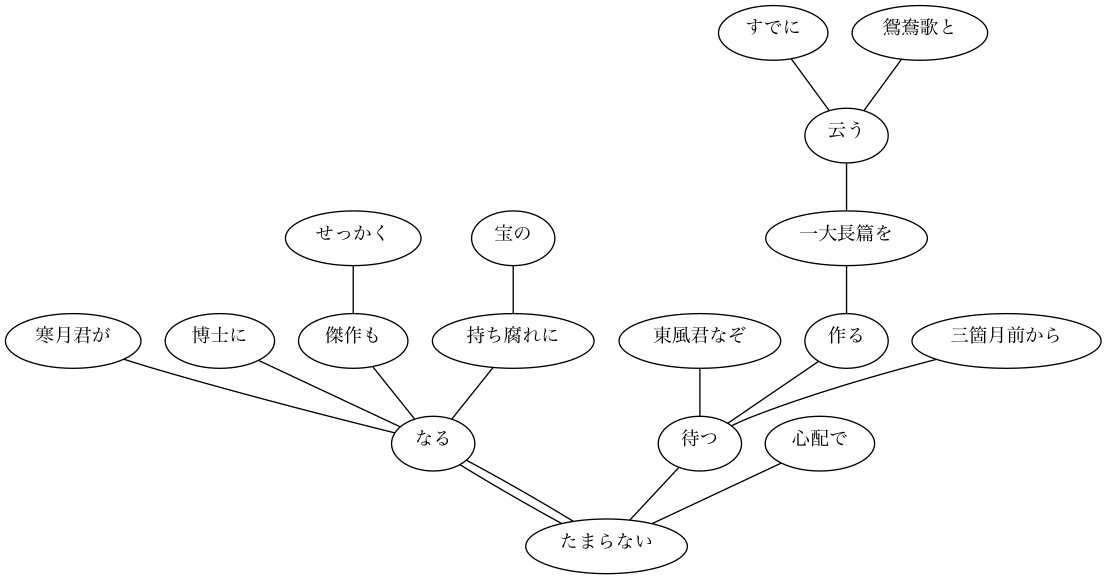 すでに
鴛鴦歌と
云う
せっかく
宝の
一大長篇を
寒月君が
博士に
傑作も
持ち腐れに
東風君なぞ
作る
三箇月前から
なる
待つ
心配で
たまらない